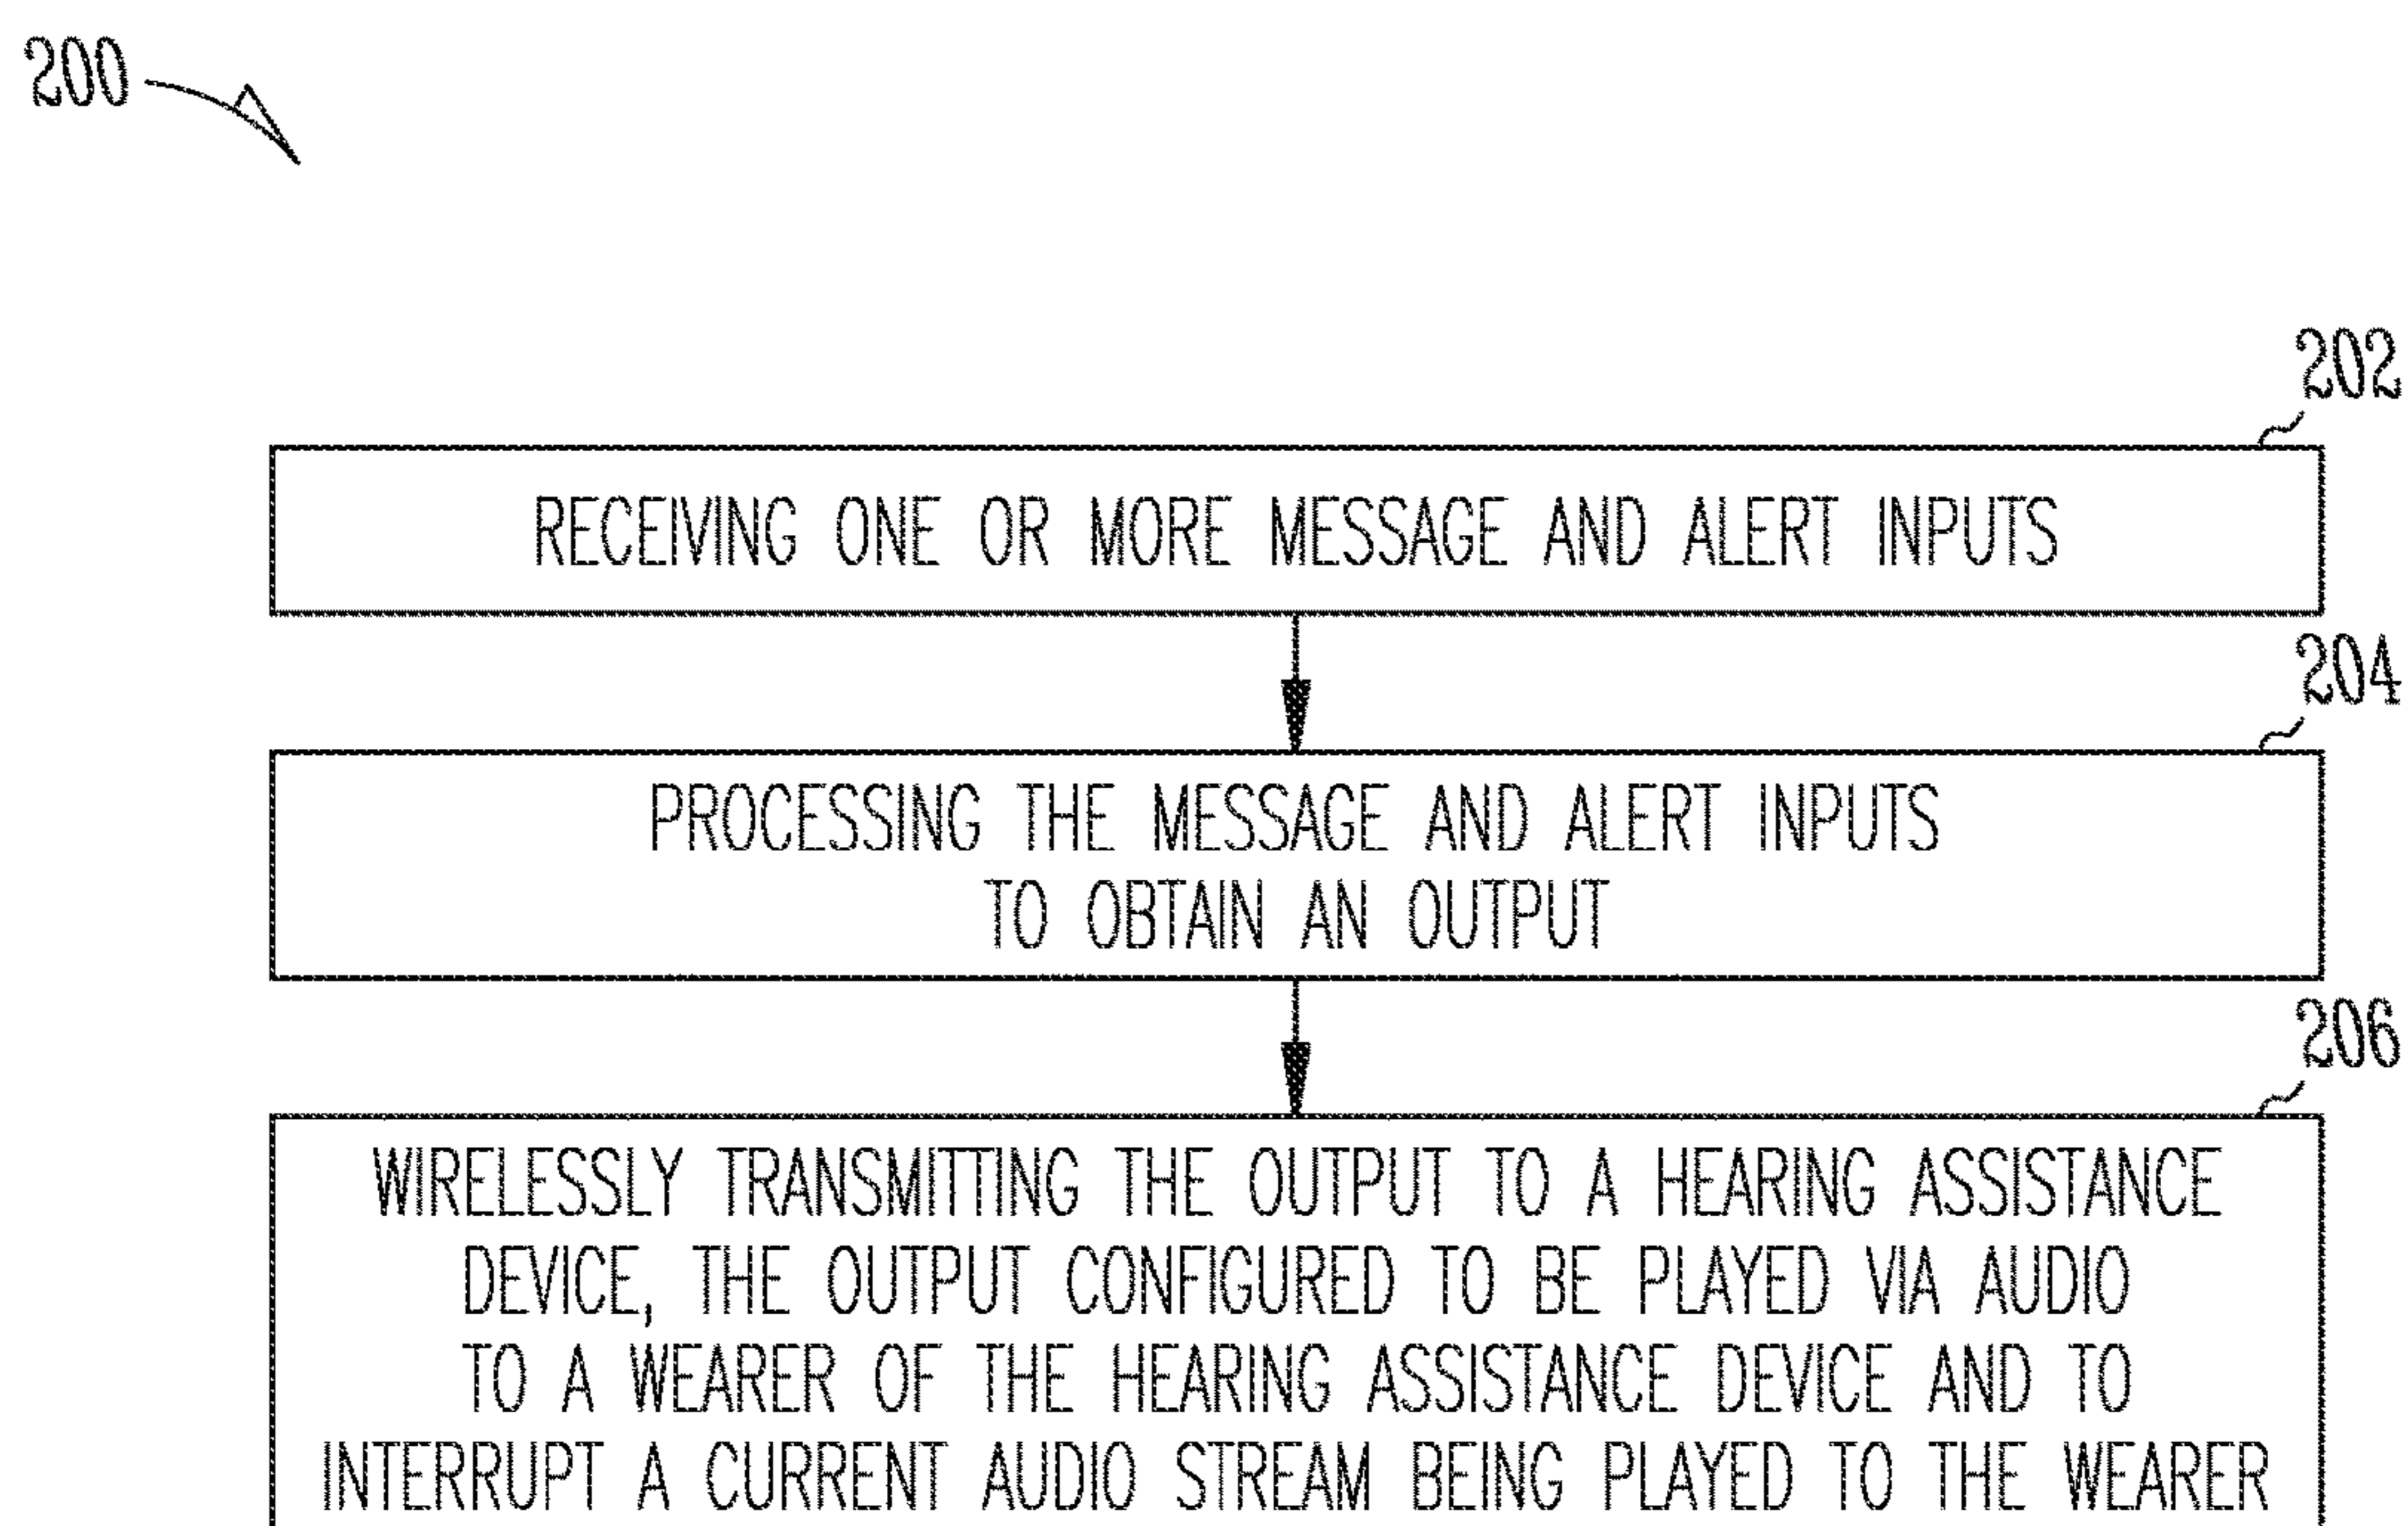 200
202
RECEIVING ONE OR MORE MESSAGE AND ALERT INPUTS
204
PROCESSING THE MESSAGE AND ALERT INPUTS
TO OBTAIN AN OUTPUT
206
WIRELESSLY TRANSMITTING THE OUTPUT TO A HEARING ASSISTANCE
DEVICE, THE OUTPUT CONFIGURED TO BE PLAYED VIA AUDIO
TO A WEARER OF THE HEARING ASSISTANCE DEVICE AND TO
INTERRUPT A CURRENT AUDIO STREAM BEING PLAYED TO THE WEARER